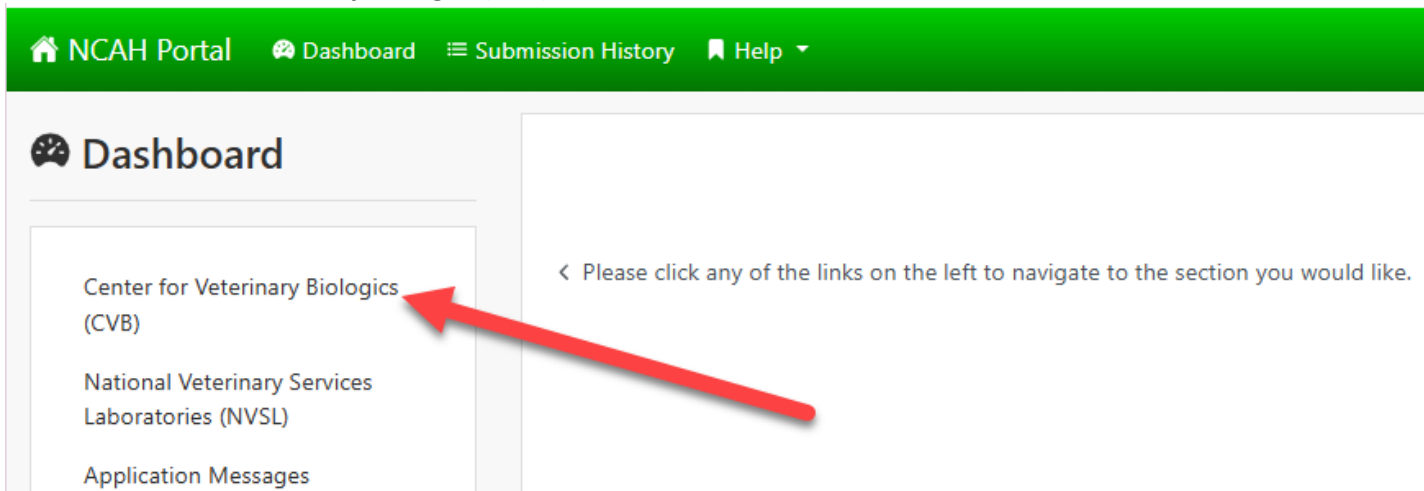 NCAH Portal Dashboard Submission History Help
Dashboard
Center for Veterinary Biologics
(CVB)
National Veterinary Services
Laboratories (NVSL)
Application Messages
< Please click any of the links on the left to navigate to the section you would like.